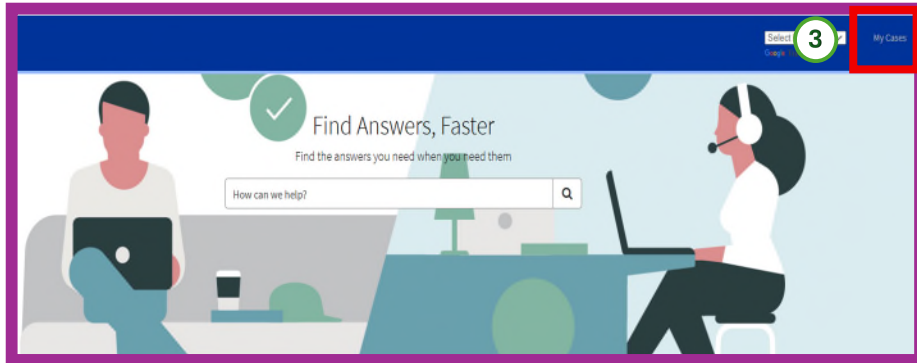 Select
3
My Cases
Google
Find Answers, Faster
Find the answers you need when you need them
How can we help?